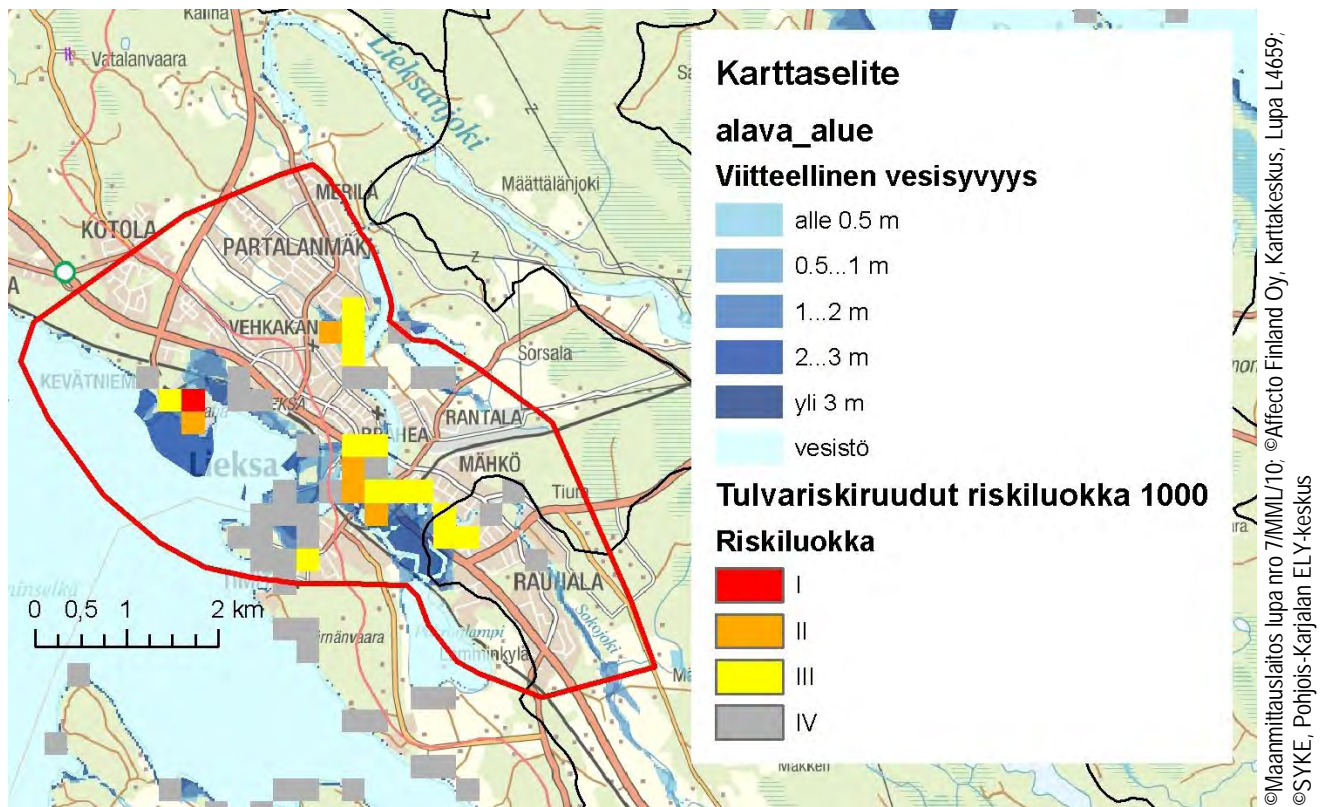 Kalina
Vatalanvaara
Lieksanjoki
Määttälänjoki
MERILÄ
KOTOLA
PARTALANMÄKI
VEHKAKAN
Sorsala
KEVÄTNIEMI
RANTALA
BRAHEA
Lieksa
MÄHKÖ
Tiura
RAUHALA
Sokojoki
0 0,5 1 2 km
Lamminkylä
Karttaselite
alava_alue
Viitteellinen vesisyvyys
alle 0.5 m
0.5...1 m
1...2 m
2...3 m
yli 3 m
vesistö
Tulvariskiruudut riskiluokka 1000
Riskiluokka
I
II
III
IV
©Maanmittauslaitos lupa nro 7/MML/10; ©Affecto Finland Oy, Karttakeskus, Lupa L4659;
©SYKE, Pohjois-Karjalan ELY-keskus